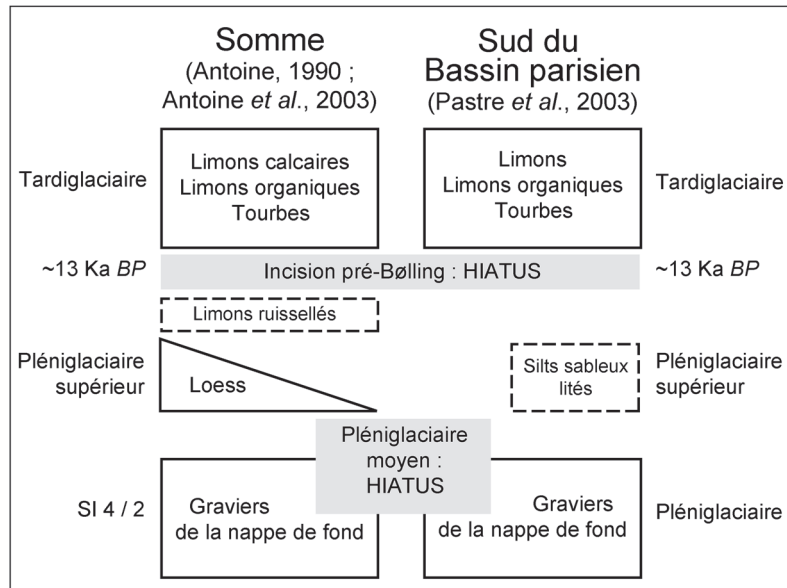 Somme
(Antoine, 1990 ;
Antoine et al., 2003)
Sud du
Bassin parisien
(Pastre et al., 2003)
Tardiglaciaire
Limons calcaires
Limons organiques
Tourbes
Limons
Limons organiques
Tourbes
Tardiglaciaire
~13 Ka BP
Incision pré-Bølling : HIATUS
~13 Ka BP
Limons ruissellés
Pléniglaciaire
supérieur
Loess
Silts sableux
lités
Pléniglaciaire
supérieur
Pléniglaciaire
moyen :
HIATUS
SI 4 / 2
Graviers
de la nappe de fond
Graviers
de la nappe de fond
Pléniglaciaire